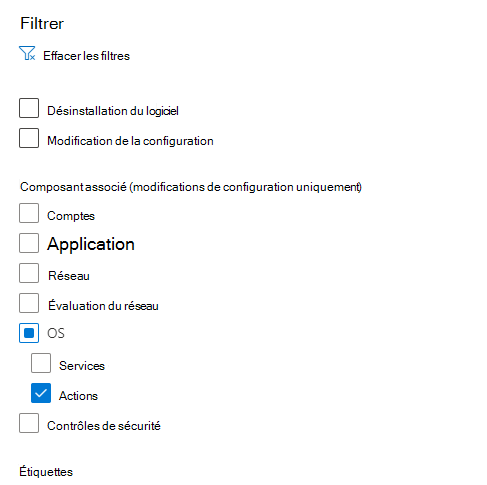 Filtrer
Effacer les filtres
Désinstallation du logiciel
Modification de la configuration
Composant associé (modifications de configuration uniquement)
Comptes
Application
Réseau
Évaluation du réseau
OS
Services
Actions
Contrôles de sécurité
Étiquettes